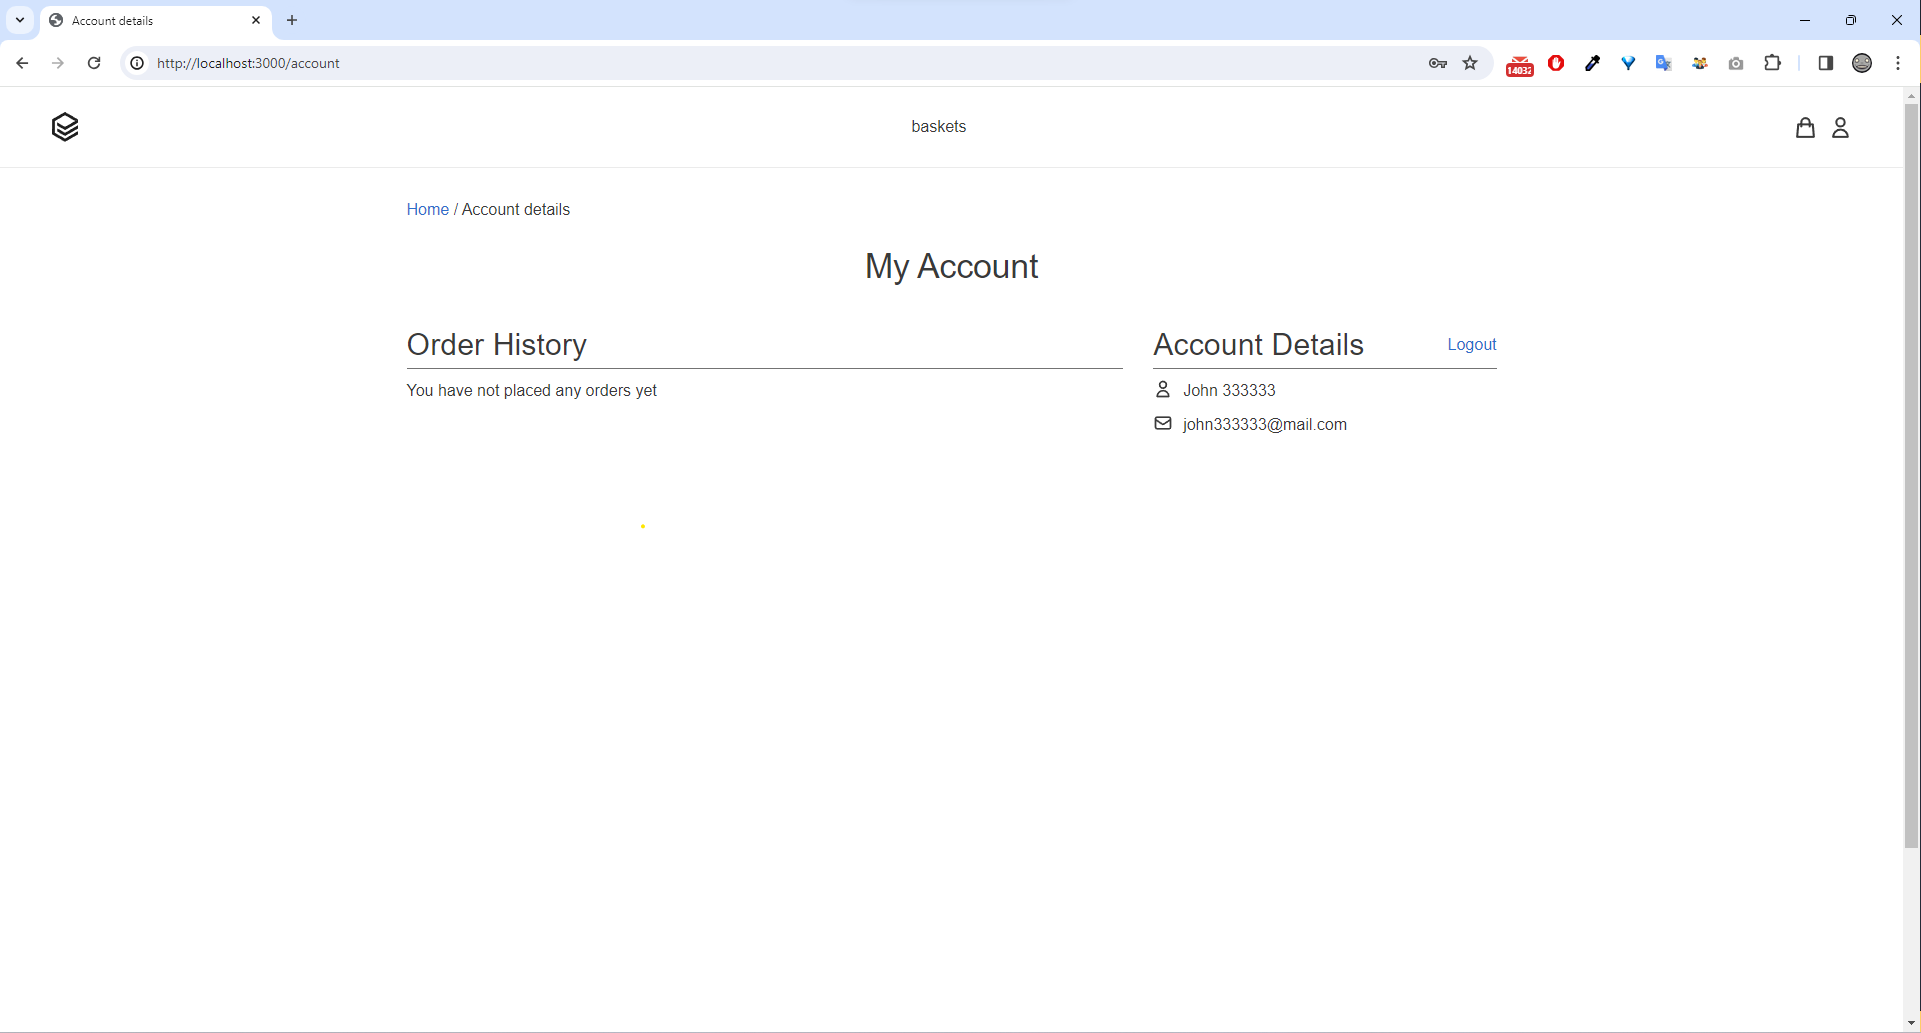 Account details
http://localhost:3000/account
14032
baskets
Home / Account details
My Account
Order History
Account Details
Logout
You have not placed any orders yet
John 333333
john333333@mail.com